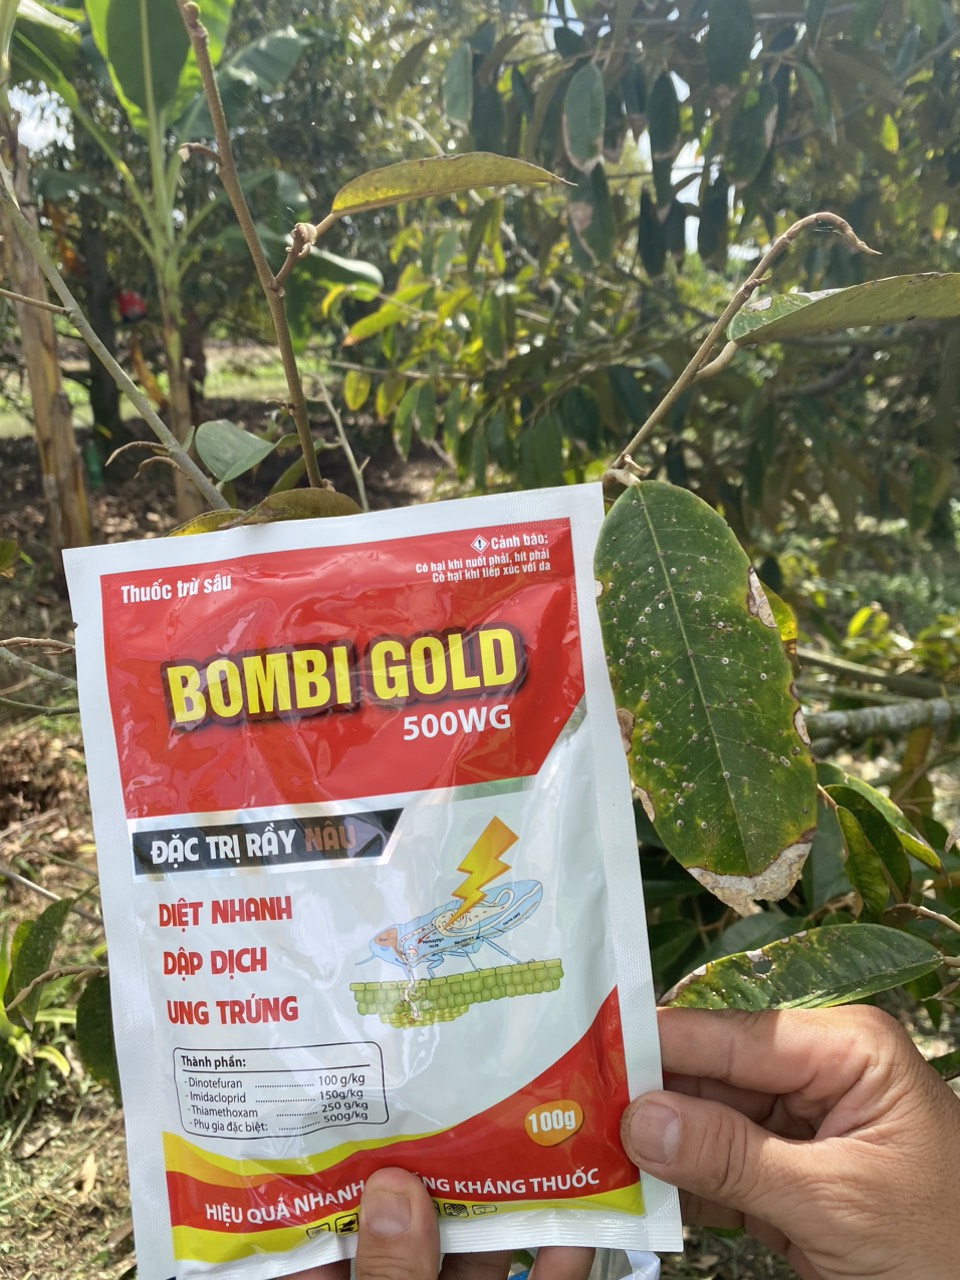 Cảnh báo:
Có hại khi nuốt phải, hít phải
Có hại khi tiếp xúc với da
Thuốc trừ sâu
BOMBI GOLD
500WG
ĐẶC TRỊ RẦY NÂU
DIỆT NHANH
DẬP DỊCH
UNG TRỨNG
Thành phần:
- Dinotefuran .................... 100 g/kg
- Imidacloprid .................... 150g/kg
- Thiamethoxam ............. 250 g/kg
- Phụ gia đặc biệt: ............. 500g/kg
100g
HIỆU QUẢ NHANH KHÁNG THUỐC